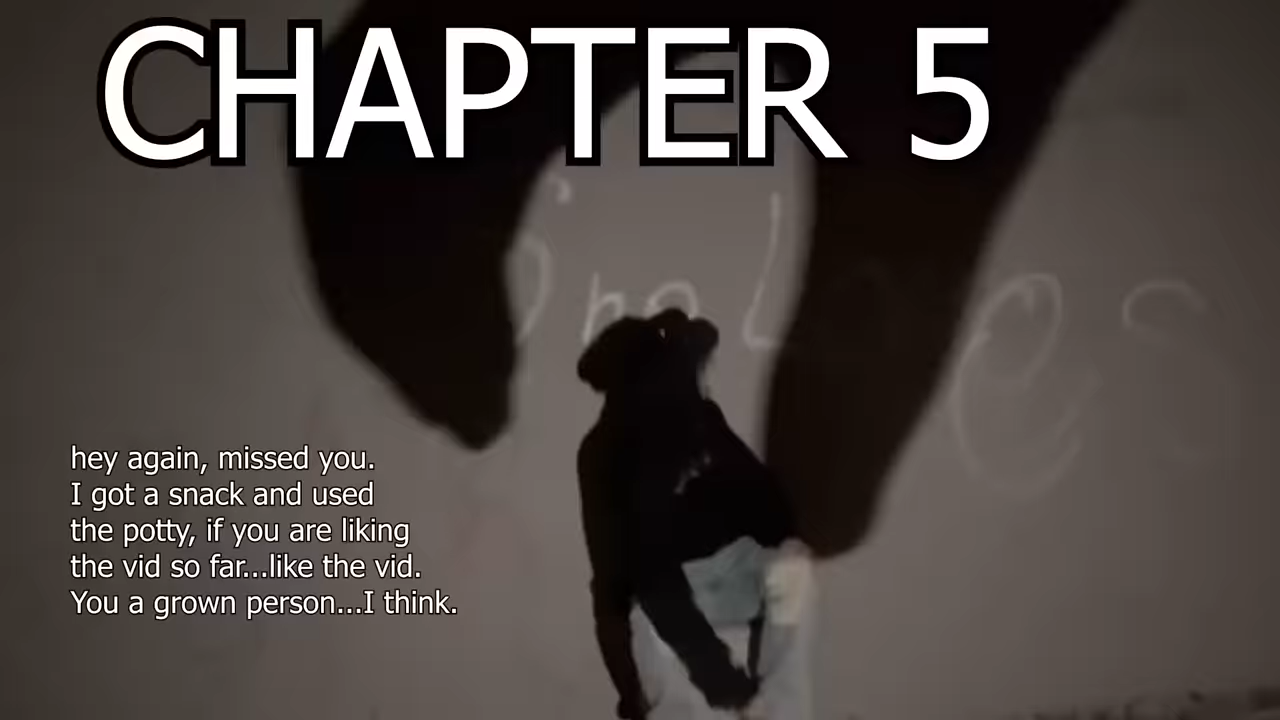 CHAPTER 5
hey again, missed you.
I got a snack and used
the potty, if you are liking
the vid so far...like the vid.
You a grown person...I think.